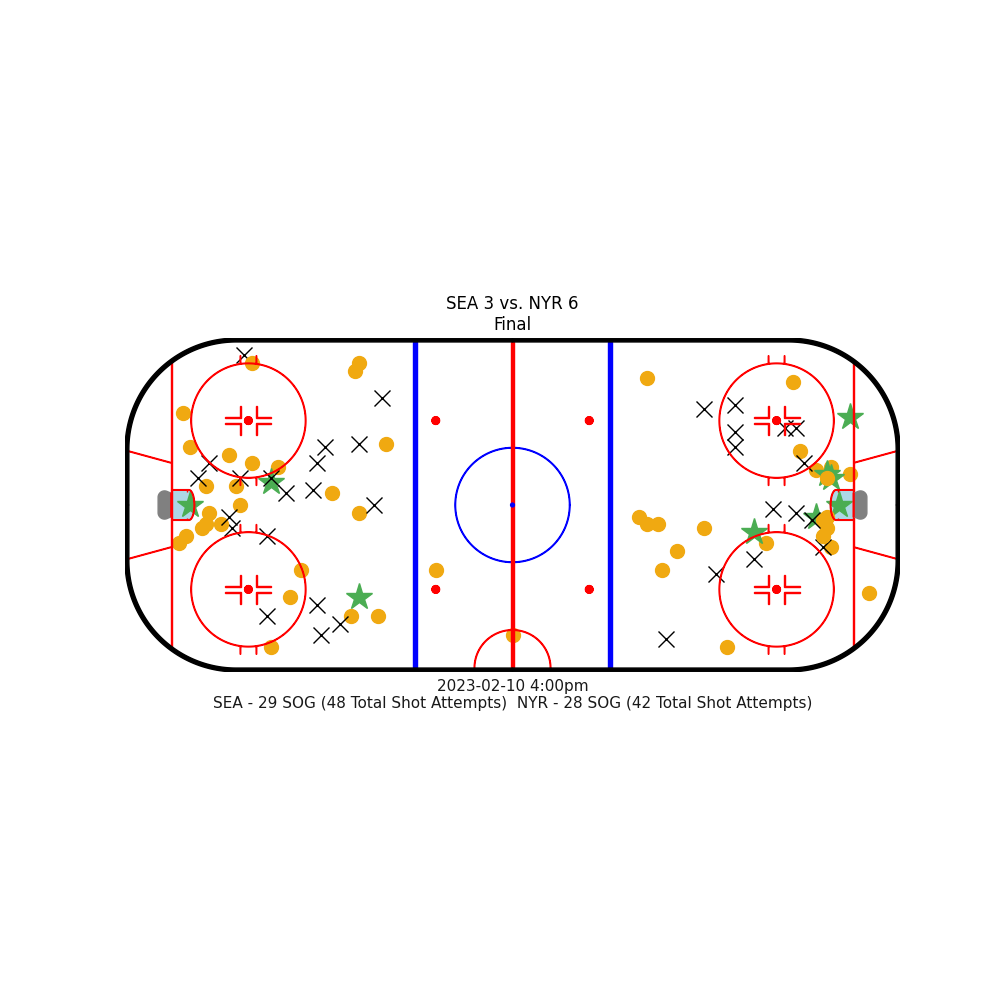 SEA 3 vs. NYR 6
Final
2023-02-10 4:00pm
SEA - 29 SOG (48 Total Shot Attempts)  NYR - 28 SOG (42 Total Shot Attempts)